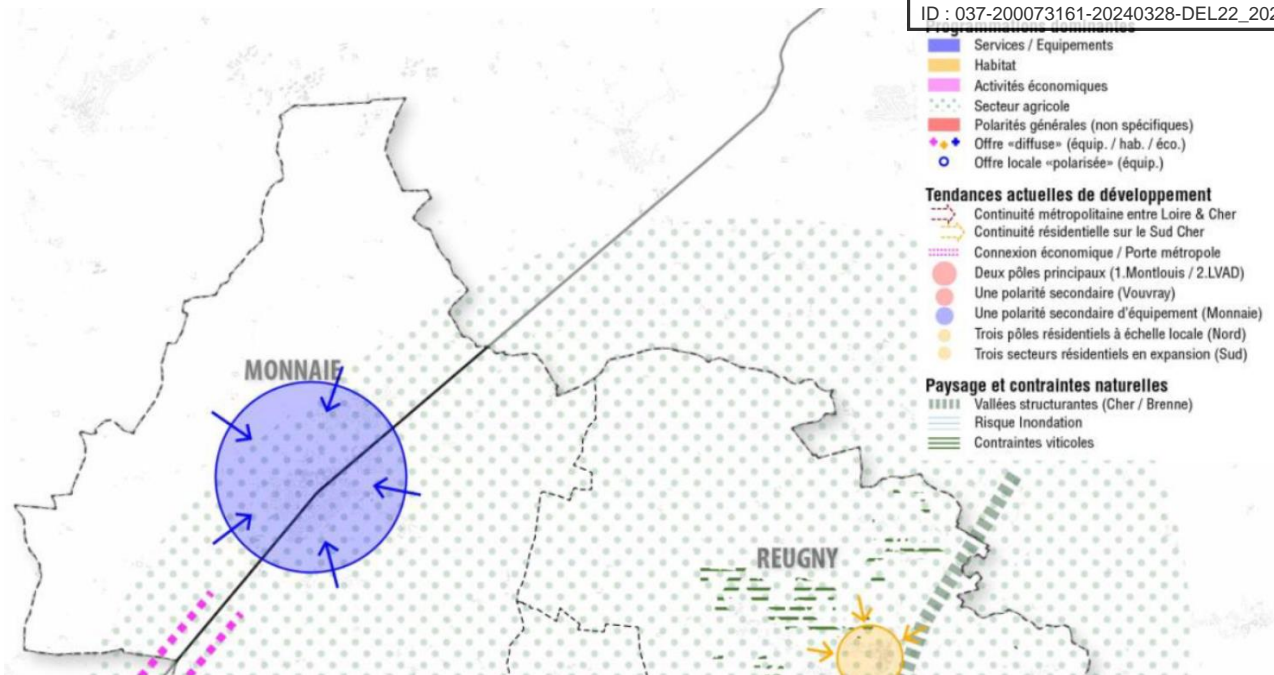 ID : 037-200073161-20240328-DEL22_202
Programmations dominantes
Services / Equipements
Habitat
Activités économiques
Secteur agricole
Polarités générales (non spécifiques)
Offre «diffuse» (équip. / hab. / éco.)
Offre locale «polarisée» (équip.)
Tendances actuelles de développement
Continuité métropolitaine entre Loire & Cher
Continuité résidentielle sur le Sud Cher
Connexion économique / Porte métropole
Deux pôles principaux (1.Montlouis / 2.LVAD)
Une polarité secondaire (Vouvray)
Une polarité secondaire d'équipement (Monnaie)
Trois pôles résidentiels à échelle locale (Nord)
Trois secteurs résidentiels en expansion (Sud)
Paysage et contraintes naturelles
Vallées structurantes (Cher / Brenne)
Risque Inondation
Contraintes viticoles
MONNAIE
REUGNY